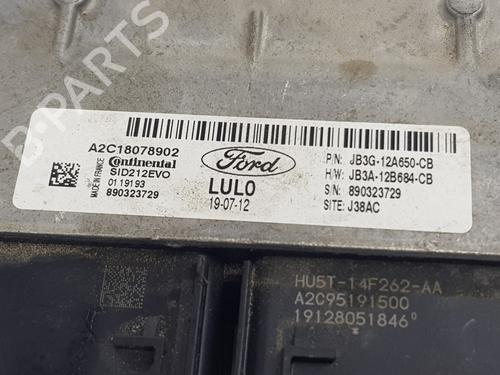 A2C18078902
Continental
SID212EVO
0119193
890323729
MADE IN FRANCE
Ford
LULO
19-07-12
P/N: JB3G-12A650-CB
H/W: JB3A-12B684-CB
S/N: 890323729
SITE: J38AC
HU5T-14F262-AA
A2C95191500
19128051846
B-Parts